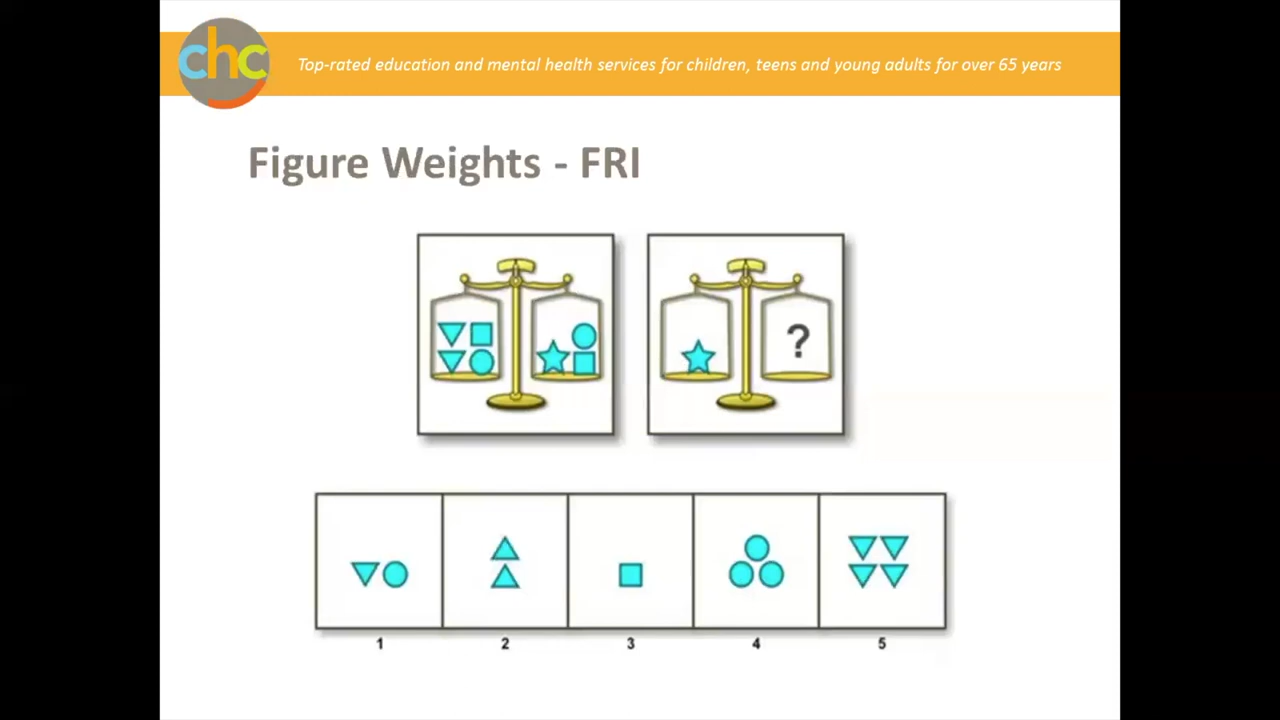 chc
Top-rated education and mental health services for children, teens and young adults for over 65 years
Figure Weights - FRI
?
1 2 3 4 5